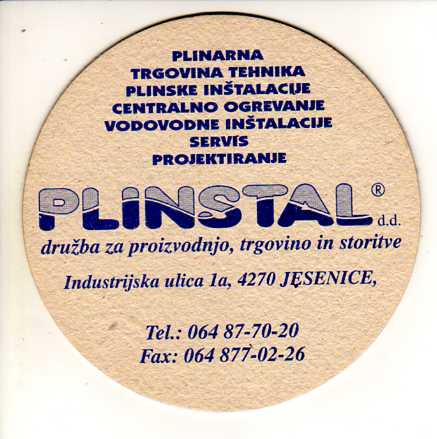 PLINARNA
TRGOVINA TEHNIKA
PLINSKE INŠTALACIJE
CENTRALNO OGREVANJE
VODOVODNE INŠTALACIJE
SERVIS
PROJEKTIRANJE
PLINSTAL® d.d.
družba za proizvodnjo, trgovino in storitve
Industrijska ulica 1a, 4270 JESENICE,
Tel.: 064 87-70-20
Fax: 064 877-02-26